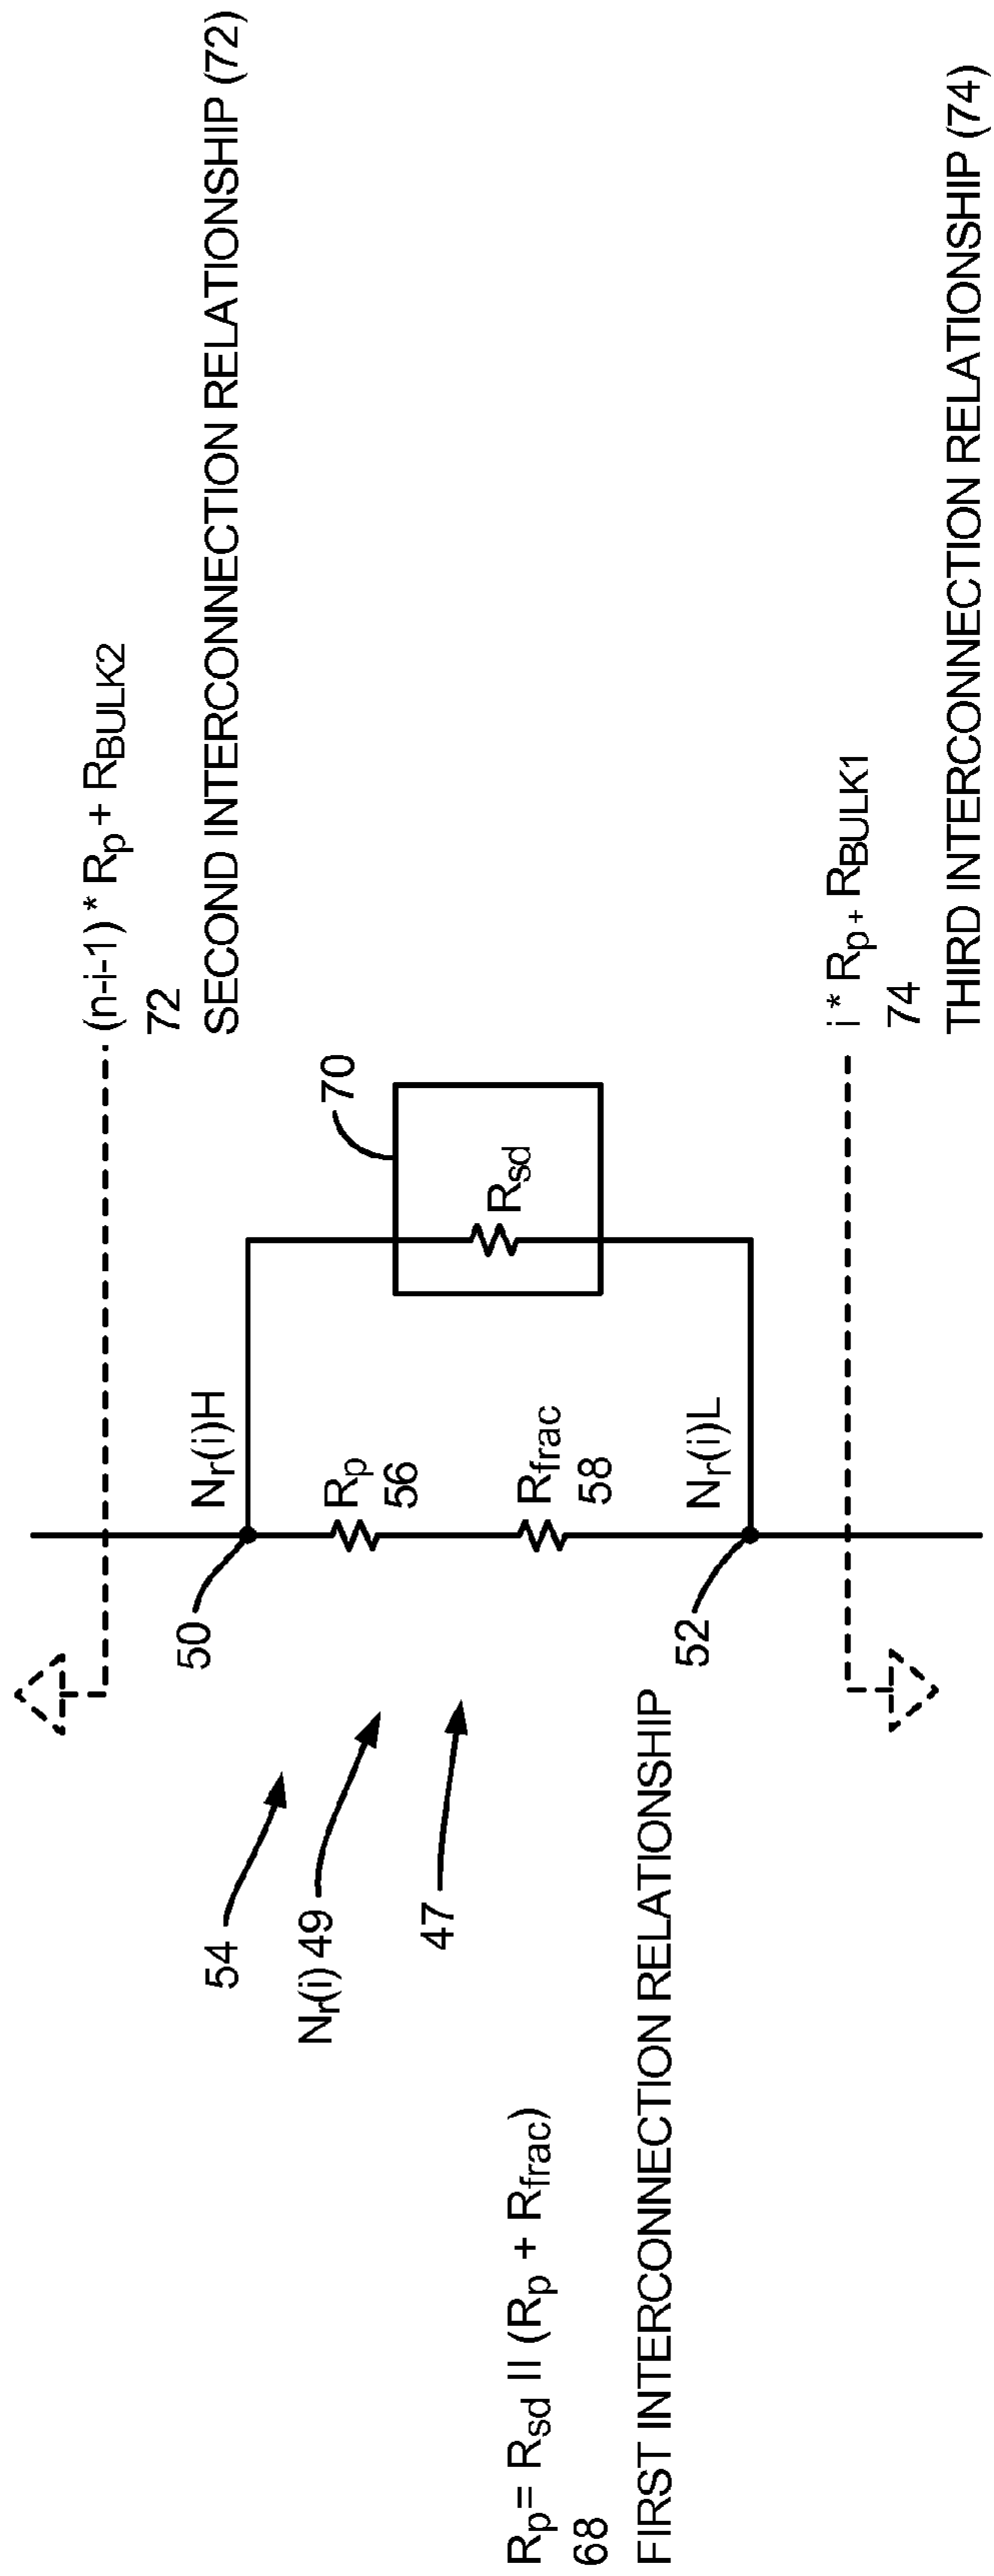 (n-i-1) * Rp + RBULK2
72
SECOND INTERCONNECTION RELATIONSHIP (72)
50
Nr(i)H
70
54
Nr(i) 49
47
Rp
56
Rsd
Rfrac
58
Rp = Rsd II (Rp + Rfrac)
68
FIRST INTERCONNECTION RELATIONSHIP
52
Nr(i)L
i * Rp + RBULK1
74
THIRD INTERCONNECTION RELATIONSHIP (74)